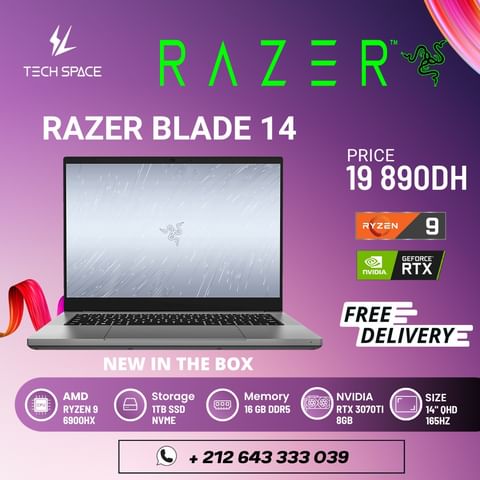 TECH SPACE
RAZER™
RAZER BLADE 14
PRICE
19 890DH
RYZEN 9
NVIDIA
GEFORCE
RTX
FREE
DELIVERY
NEW IN THE BOX
AMD
RYZEN 9
6900HX
Storage
1TB SSD
NVME
Memory
16 GB DDR5
NVIDIA
RTX 3070TI
8GB
SIZE
14" QHD
165HZ
+ 212 643 333 039